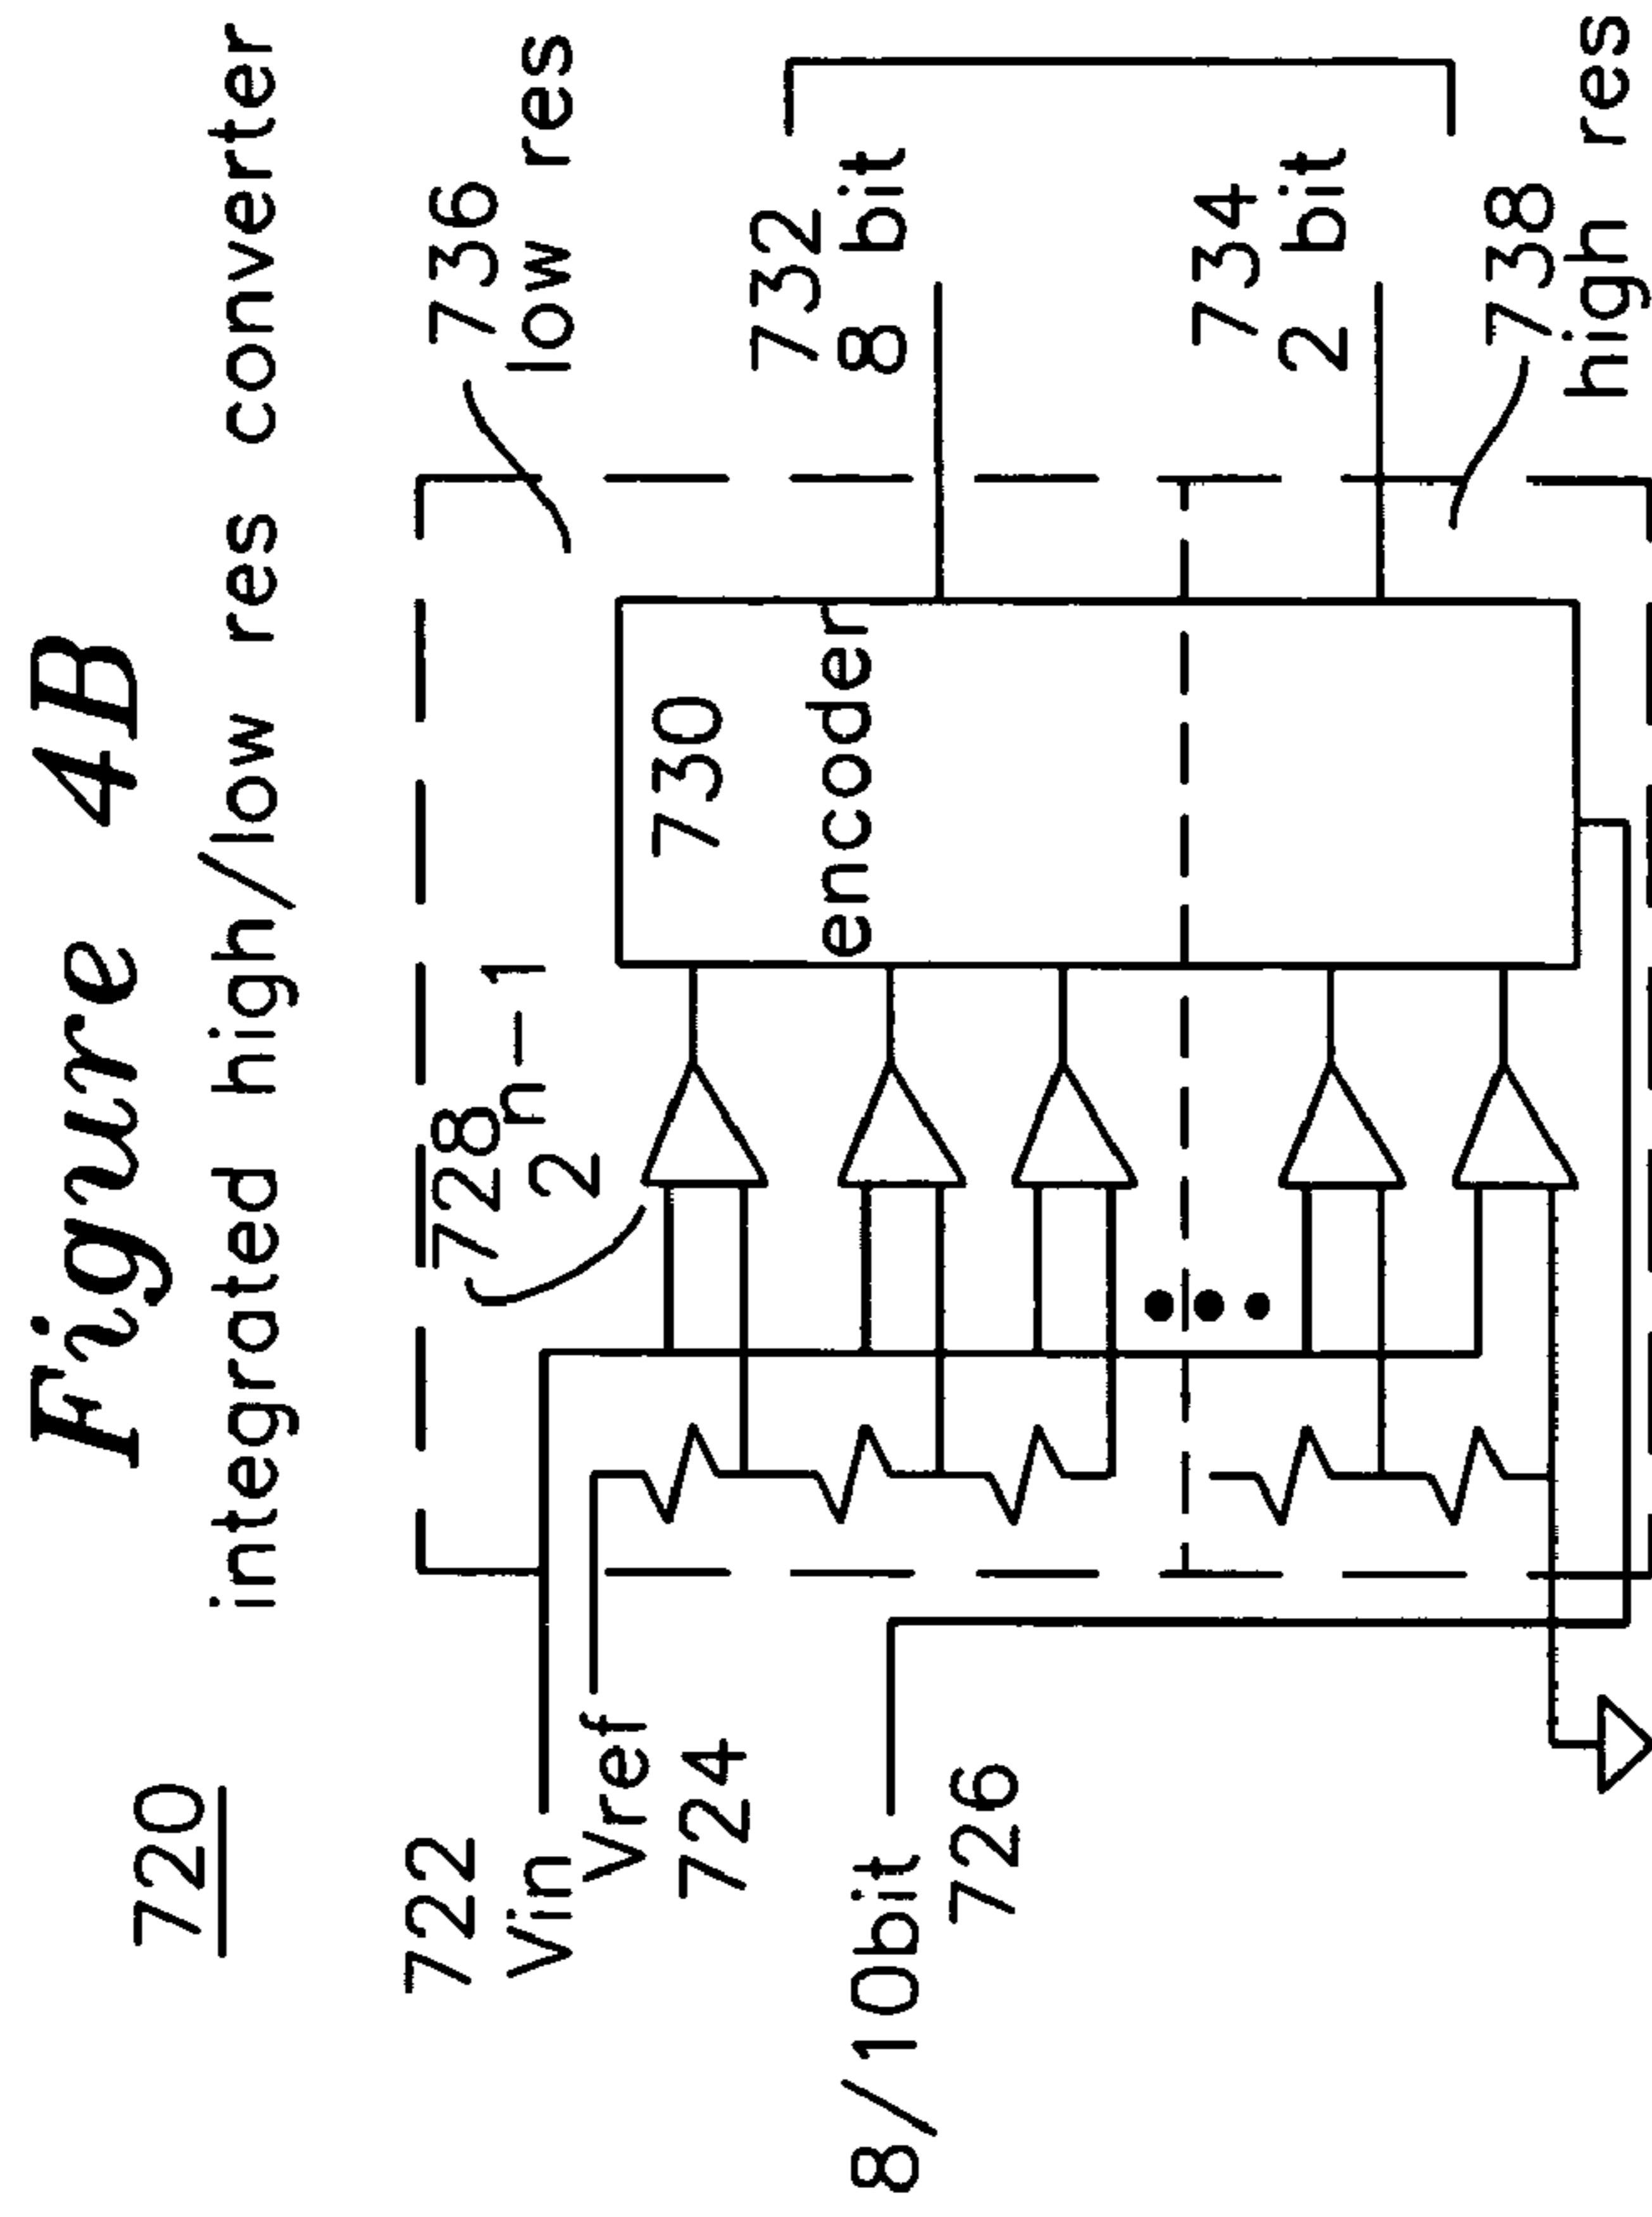 Figure 4B
720
integrated high/low res converter
722
Vin
Vref
724
8/10bit
726
728
n-1
2
730
encoder
736
low res
732
8 bit
734
2 bit
738
high res